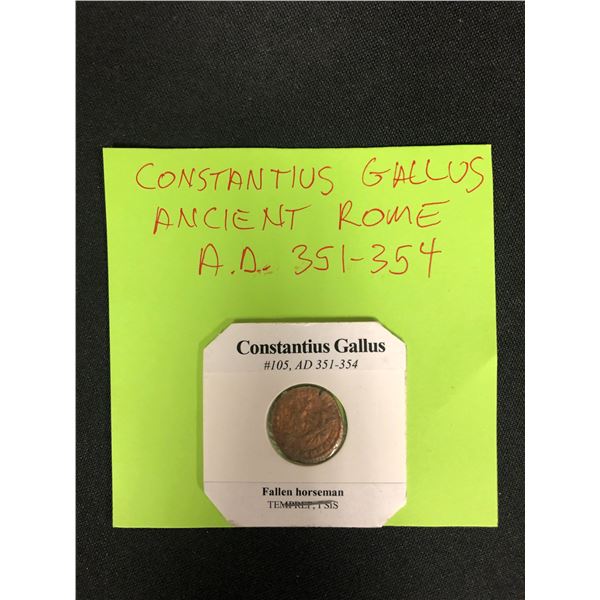 CONSTANTIUS GALLUS
ANCIENT ROME
A.D. 351-354
Constantius Gallus
#105, AD 351-354
Fallen horseman